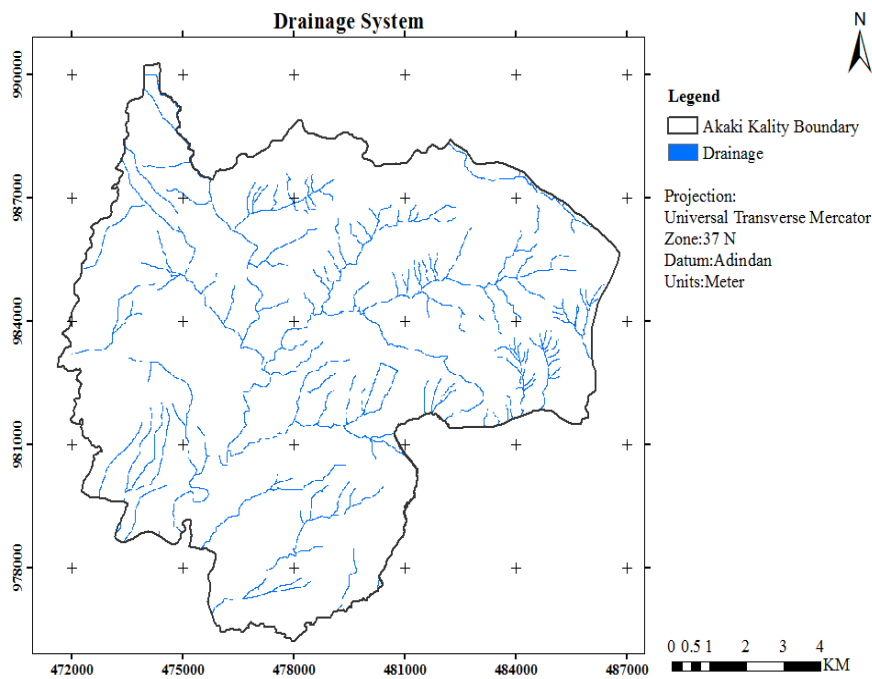 Drainage System
N
990000
987000
984000
981000
978000
472000 475000 478000 481000 484000 487000
Legend
Akaki Kality Boundary
Drainage
Projection:
Universal Transverse Mercator
Zone:37 N
Datum:Adindan
Units:Meter
0 0.5 1 2 3 4
KM